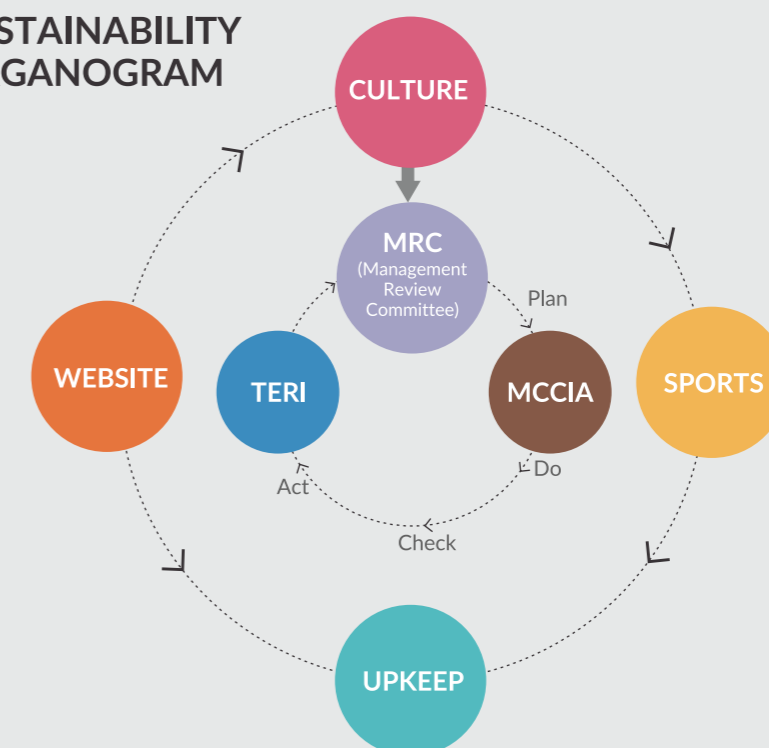 STAINABILITY
GANOGRAM
CULTURE
MRC
(Management
Review
Committee)
Plan
WEBSITE
TERI
MCCIA
SPORTS
Do
Act
Check
UPKEEP